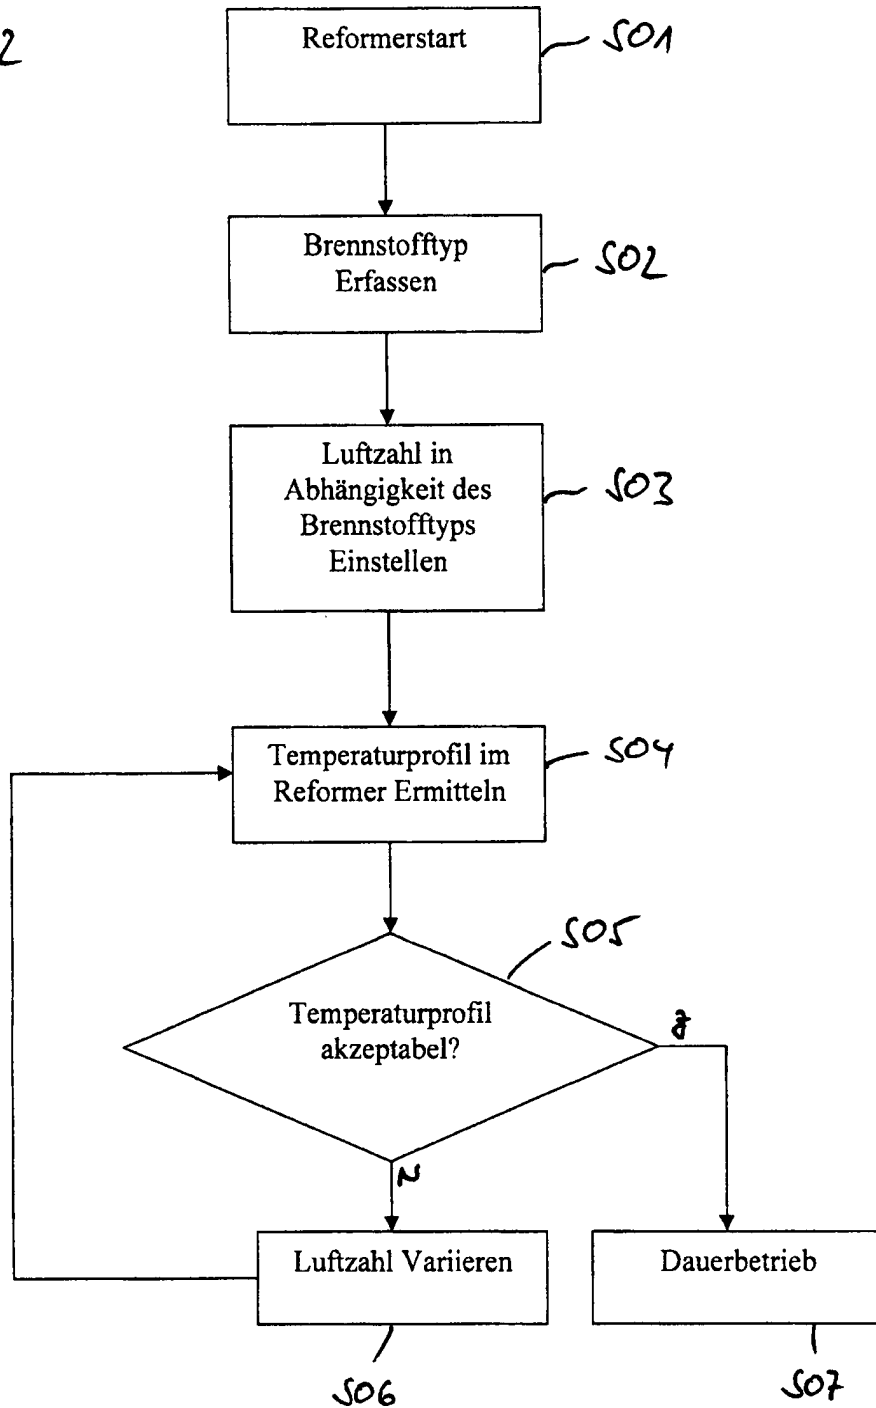 2
Reformerstart
S01
Brennstofftyp
Erfassen
S02
Luftzahl in
Abhängigkeit des
Brennstofftyps
Einstellen
S03
Temperaturprofil im
Reformer Ermitteln
S04
S05
Temperaturprofil
akzeptabel?
J
N
Luftzahl Variieren
Dauerbetrieb
S06
S07